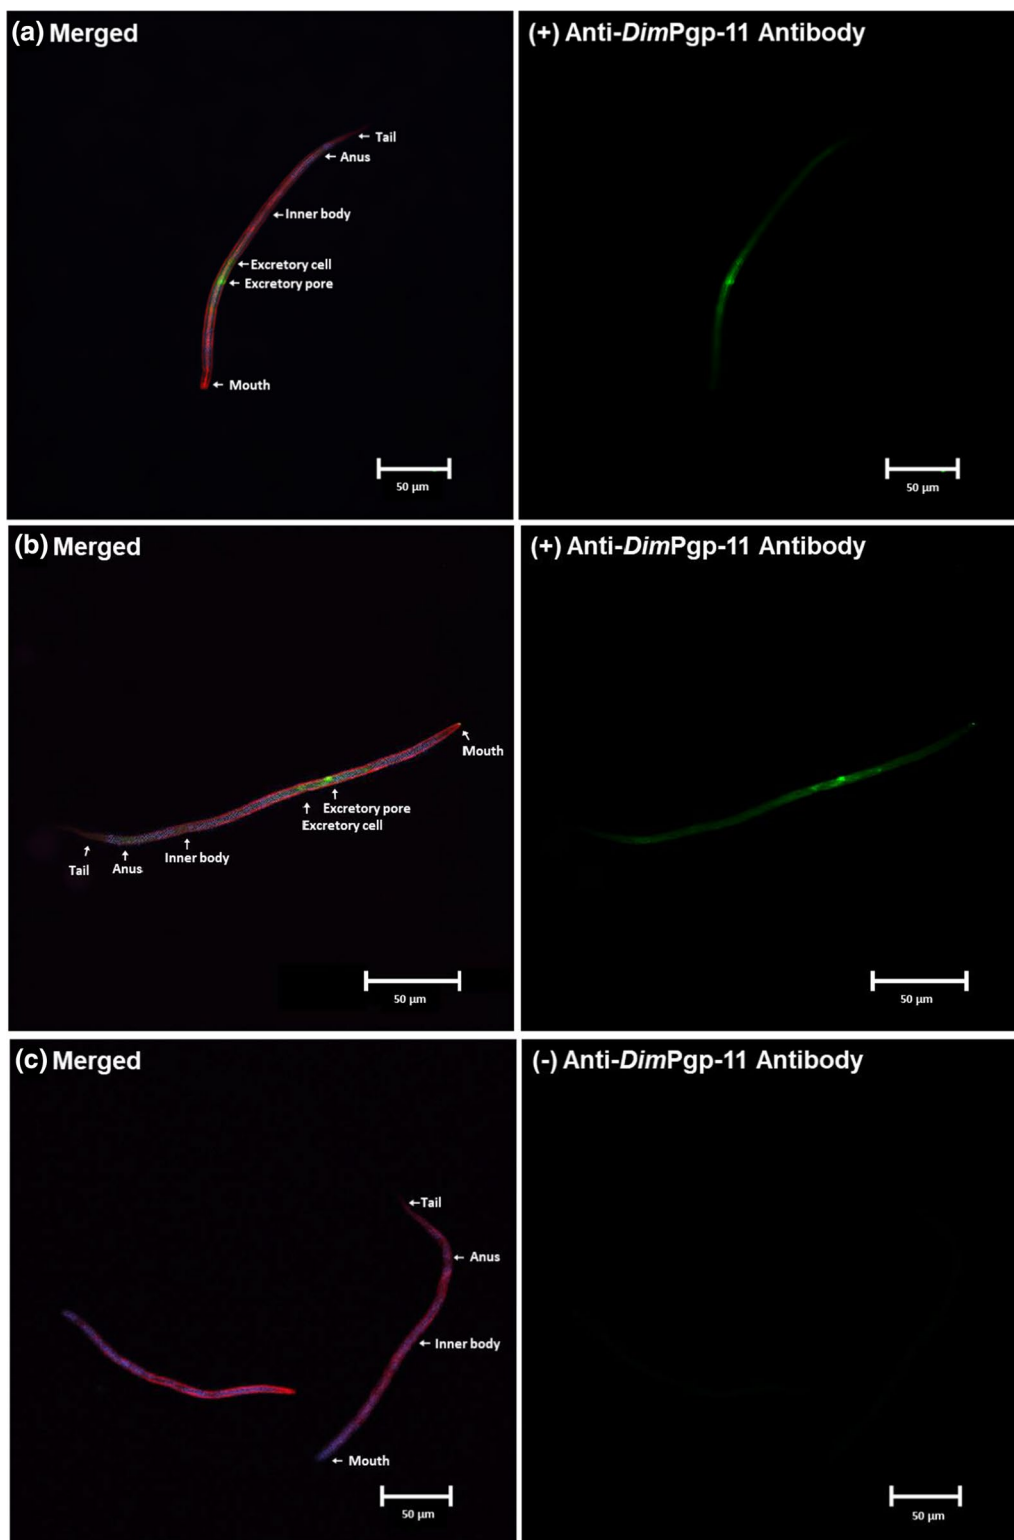 (a) Merged
(+) Anti-DimPgp-11 Antibody
Tail
Anus
Inner body
Excretory cell
Excretory pore
Mouth
50 µm
50 µm
(b) Merged
(+) Anti-DimPgp-11 Antibody
Mouth
Excretory pore
Excretory cell
Inner body
Anus
Tail
50 µm
50 µm
(c) Merged
(-) Anti-DimPgp-11 Antibody
Tail
Anus
Inner body
Mouth
50 µm
50 µm